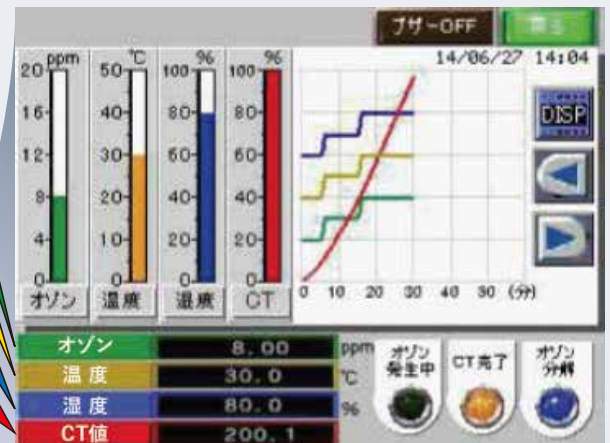 ブザーOFF
14/06/27 14:04
ppm ℃ % %
20 50 100 100
16 40 80 80
12 30 60 60
8 20 40 40
4 10 20 20
0 0 0 0
オゾン 温度 湿度 CT
DISP
0 10 20 30 40 50 (分)
オゾン 8.00 ppm
温度 30.0 ℃
湿度 80.0 %
CT値 200.1
オゾン
発生中
CT完了
オゾン
分解